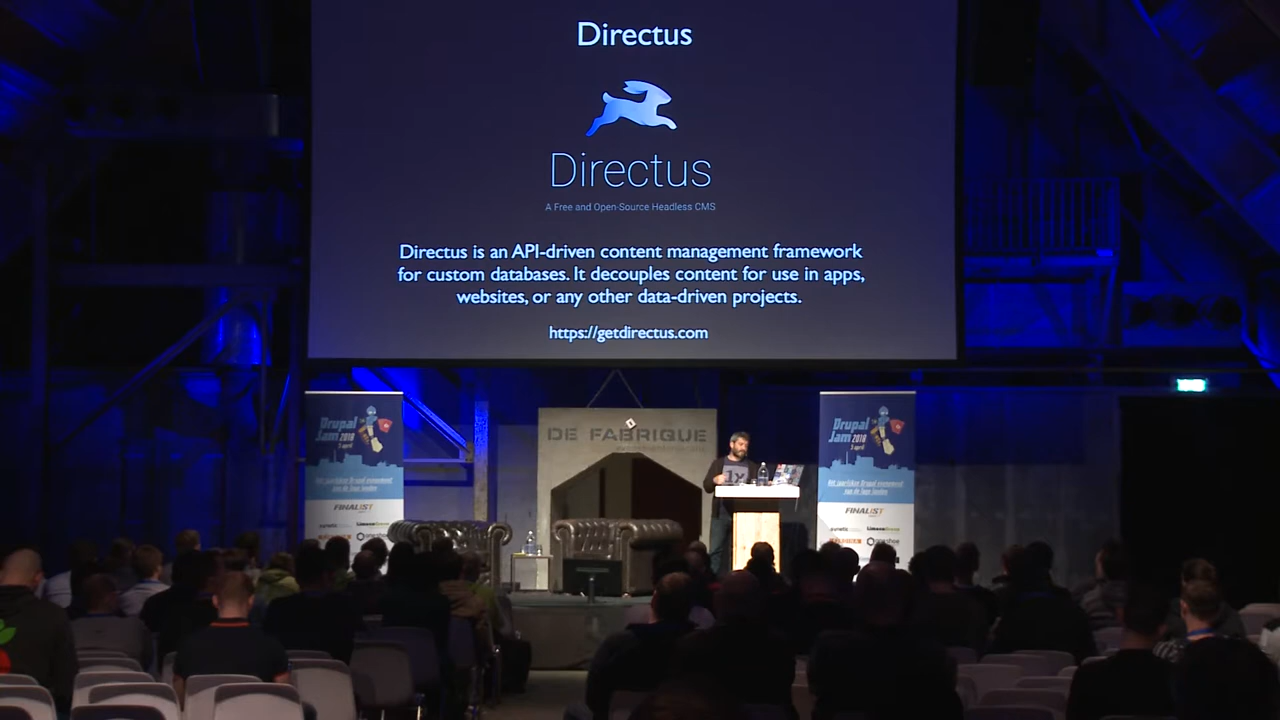 Directus
Directus
A Free and Open-Source Headless CMS
Directus is an API-driven content management framework
for custom databases. It decouples content for use in apps,
websites, or any other data-driven projects.
https://getdirectus.com
Drupal
Jam 2018
FINALIST
DE FABRIQUE
1x
Drupal
Jam 2018
FINALIST